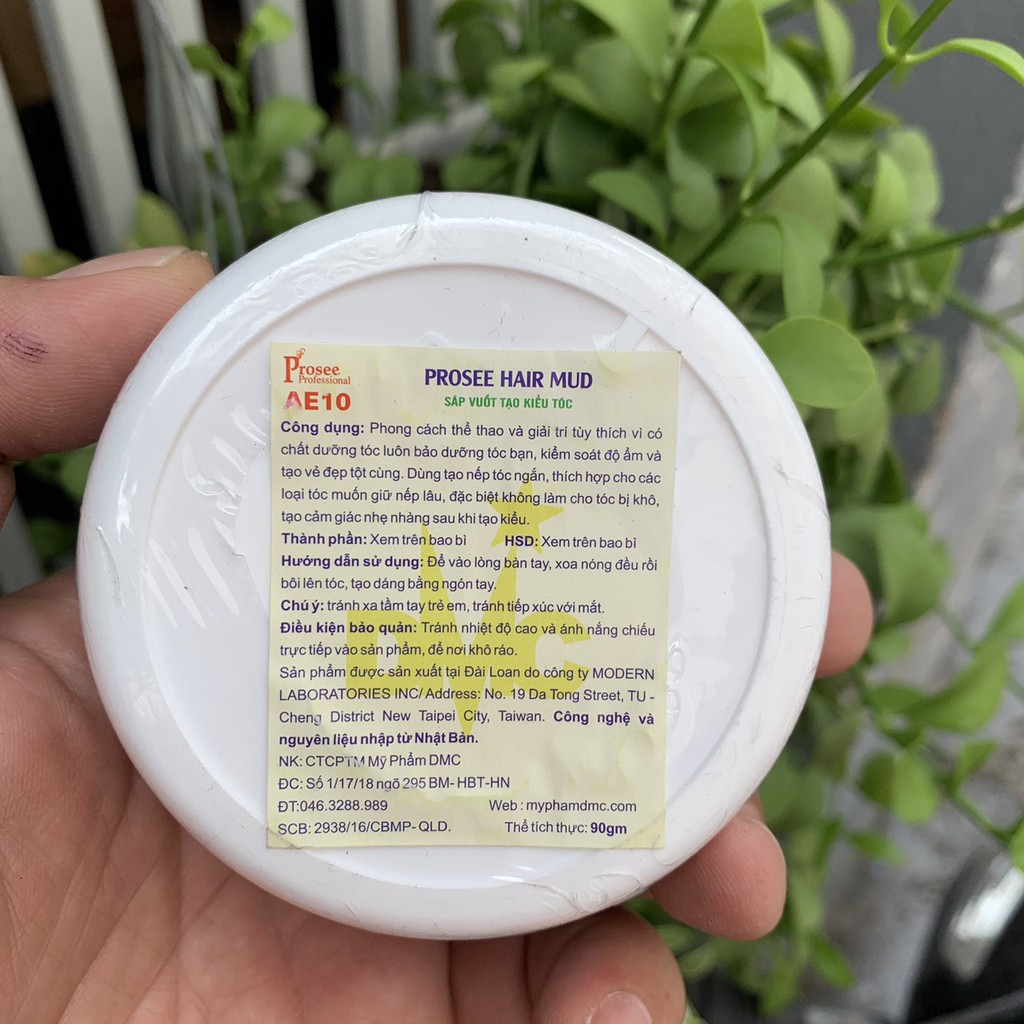 Prosee
Professional
AE10
PROSEE HAIR MUD
SÁP VUỐT TẠO KIỂU TÓC
Công dụng: Phong cách thể thao và giải trí tùy thích vì có
chất dưỡng tóc luôn bảo dưỡng tóc bạn, kiểm soát độ ẩm và
tạo vẻ đẹp tột cùng. Dùng tạo nếp tóc ngắn, thích hợp cho các
loại tóc muốn giữ nếp lâu, đặc biệt không làm cho tóc bị khô,
tạo cảm giác nhẹ nhàng sau khi tạo kiểu.
Thành phần: Xem trên bao bì HSD: Xem trên bao bì
Hướng dẫn sử dụng: Để vào lòng bàn tay, xoa nóng đều rồi
bôi lên tóc, tạo dáng bằng ngón tay.
Chú ý: tránh xa tầm tay trẻ em, tránh tiếp xúc với mắt.
Điều kiện bảo quản: Tránh nhiệt độ cao và ánh nắng chiếu
trực tiếp vào sản phẩm, để nơi khô ráo.
Sản phẩm được sản xuất tại Đài Loan do công ty MODERN
LABORATORIES INC/ Address: No. 19 Da Tong Street, TU -
Cheng District New Taipei City, Taiwan. Công nghệ và
nguyên liệu nhập từ Nhật Bản.
NK: CTCPTM Mỹ Phẩm DMC
ĐC: Số 1/17/18 ngõ 295 BM- HBT-HN
ĐT:046.3288.989 Web : myphamdmc.com
SCB: 2938/16/CBMP- QLD. Thể tích thực: 90gm
DMC